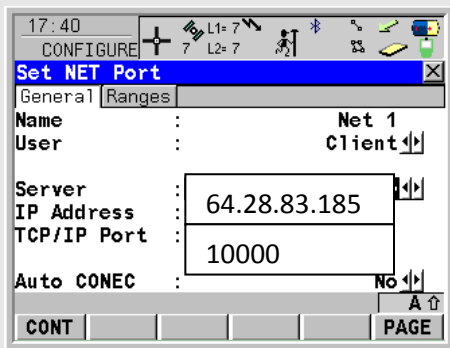 17:40
CONFIGURE
7 L1= 7
L2= 7
Set NET Port
General Ranges
Name : Net 1
User : Client
Server :
IP Address : 64.28.83.185
TCP/IP Port : 10000
Auto CONEC : No
A
CONT PAGE